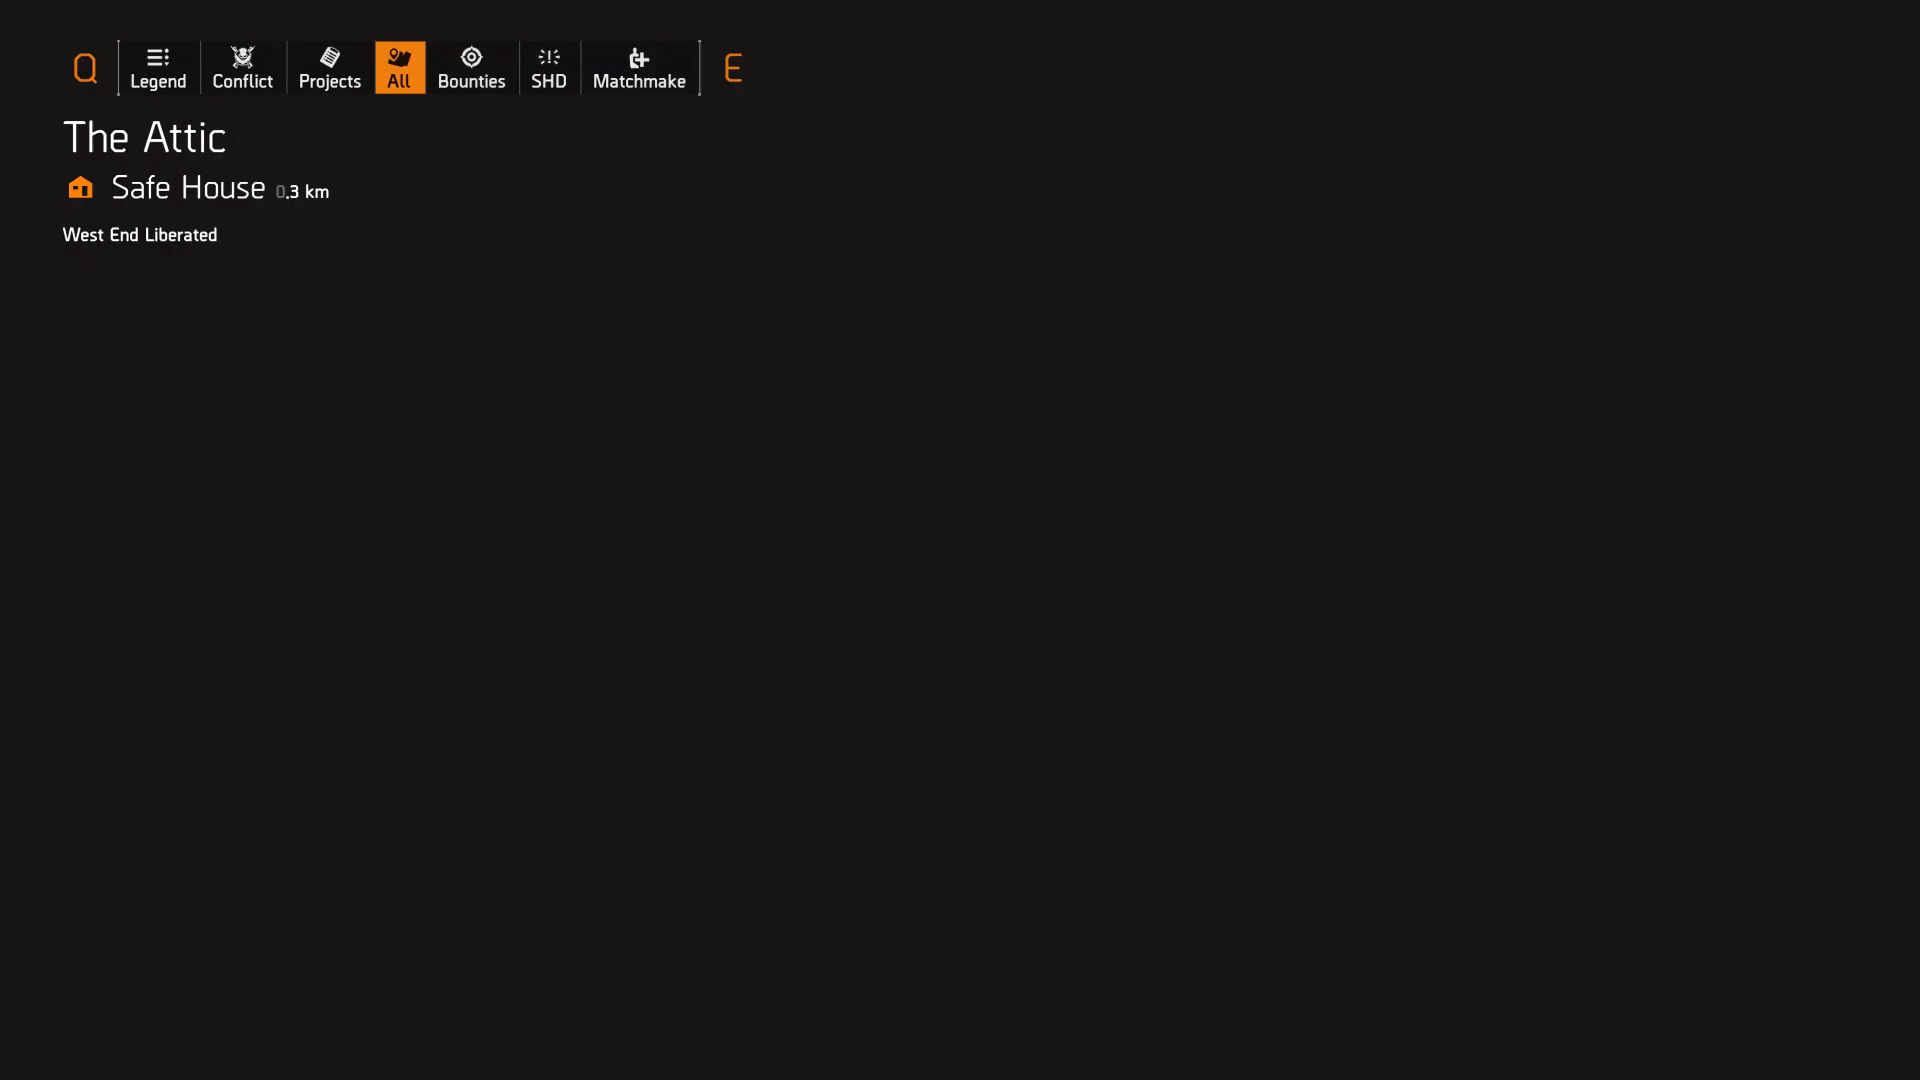 Q Legend Conflict Projects All Bounties SHD Matchmake E
The Attic
Safe House 0.3 km
West End Liberated